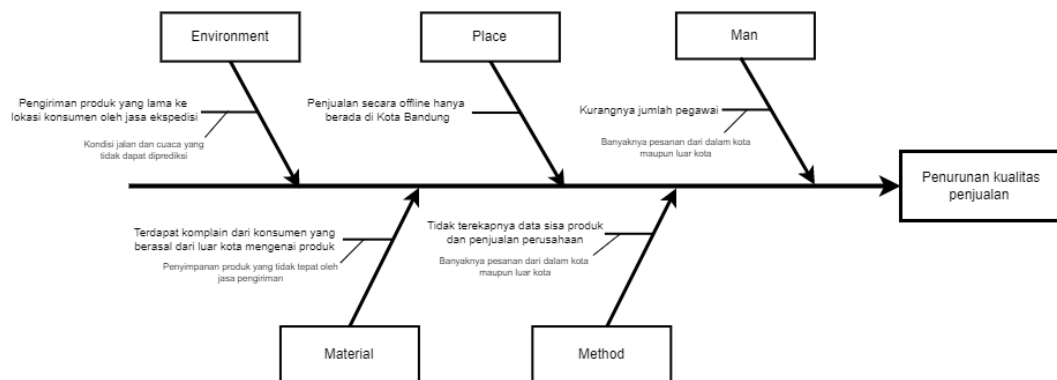 Environment
Place
Man
Pengiriman produk yang lama ke
lokasi konsumen oleh jasa ekspedisi
Kondisi jalan dan cuaca yang
tidak dapat diprediksi
Penjualan secara offline hanya
berada di Kota Bandung
Kurangnya jumlah pegawai
Banyaknya pesanan dari dalam kota
maupun luar kota
Penurunan kualitas
penjualan
Terdapat komplain dari konsumen yang
berasal dari luar kota mengenai produk
Penyimpanan produk yang tidak tepat oleh
jasa pengiriman
Tidak terekapnya data sisa produk
dan penjualan perusahaan
Banyaknya pesanan dari dalam kota
maupun luar kota
Material
Method